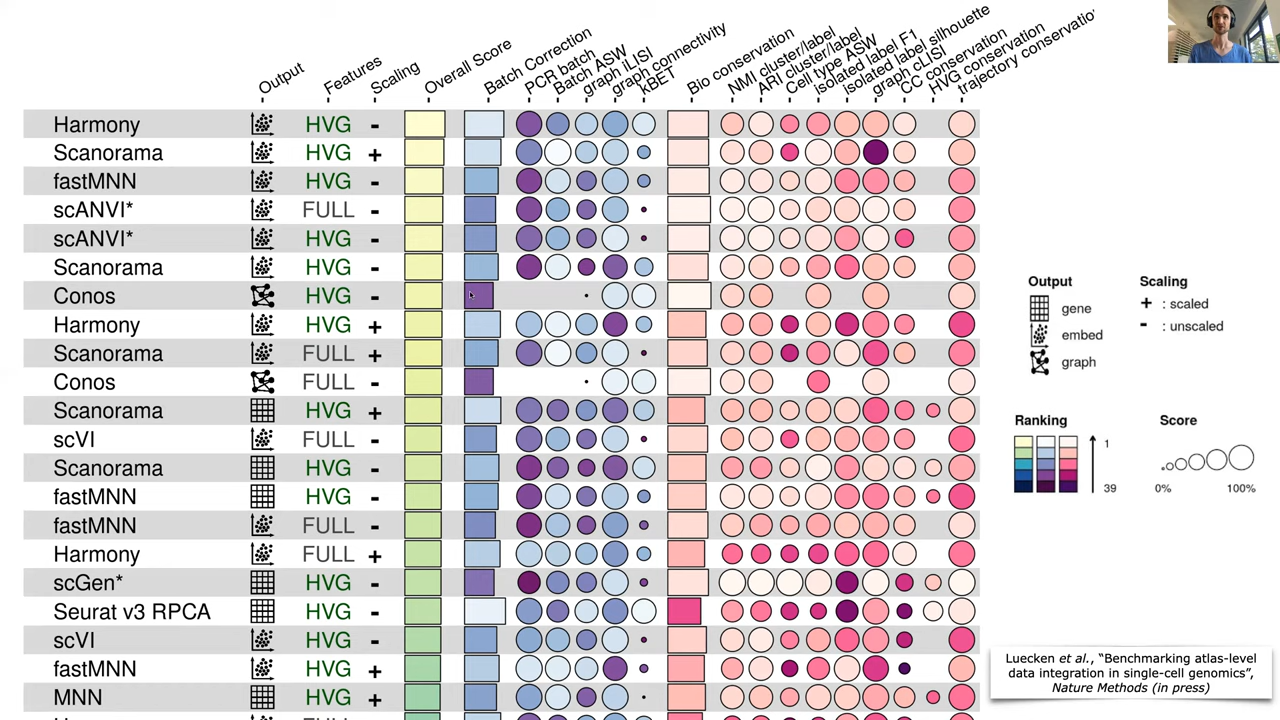 Output
Features
Scaling
Overall Score
Batch Correction
PCR batch
Batch ASW
graph iLISI
graph connectivity
kBET
Bio conservation
NMI cluster/label
ARI cluster/label
Cell type ASW
isolated label F1
isolated label silhouette
graph cLISI
CC conservation
HVG conservation
trajectory conservatio
Harmony HVG -
Scanorama HVG +
fastMNN HVG -
scANVI* FULL -
scANVI* HVG -
Scanorama HVG -
Conos HVG -
Harmony HVG +
Scanorama FULL +
Conos FULL -
Scanorama HVG +
scVI FULL -
Scanorama HVG -
fastMNN HVG -
fastMNN FULL -
Harmony FULL +
scGen* HVG -
Seurat v3 RPCA HVG -
scVI HVG -
fastMNN HVG +
MNN HVG +
Output
gene
embed
graph
Scaling
+ : scaled
- : unscaled
Ranking
1
39
Score
0% 100%
Luecken et al., “Benchmarking atlas-level
data integration in single-cell genomics”,
Nature Methods (in press)